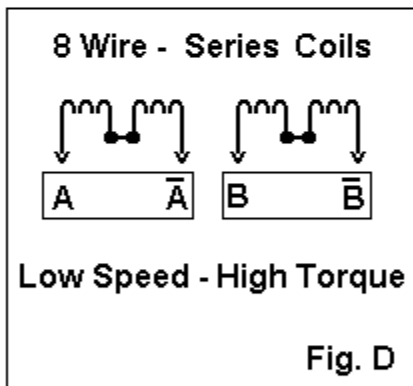 8 Wire - Series Coils
A A̅ B B̅
Low Speed - High Torque
Fig. D